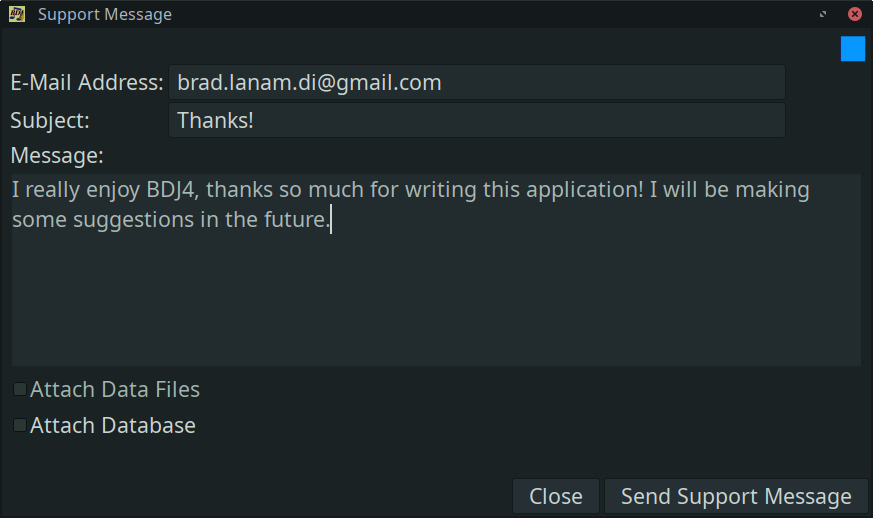 BDJ4 Support Message
E-Mail Address: brad.lanam.di@gmail.com
Subject: Thanks!
Message:
I really enjoy BDJ4, thanks so much for writing this application! I will be making
some suggestions in the future.
Attach Data Files
Attach Database
Close Send Support Message